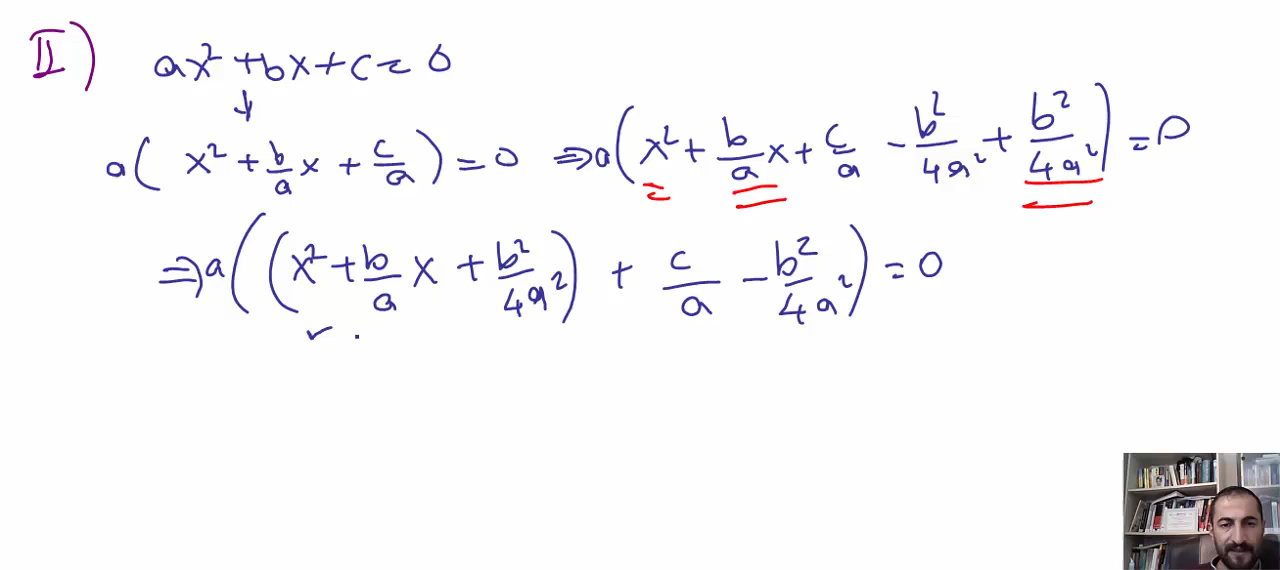 II) ax² + bx + c = 0
↓
a( x² + b/a x + c/a ) = 0 ⇒ a( x² + b/a x + c/a - b²/4a² + b²/4a² ) = 0
⇒ a( ( x² + b/a x + b²/4a² ) + c/a - b²/4a² ) = 0